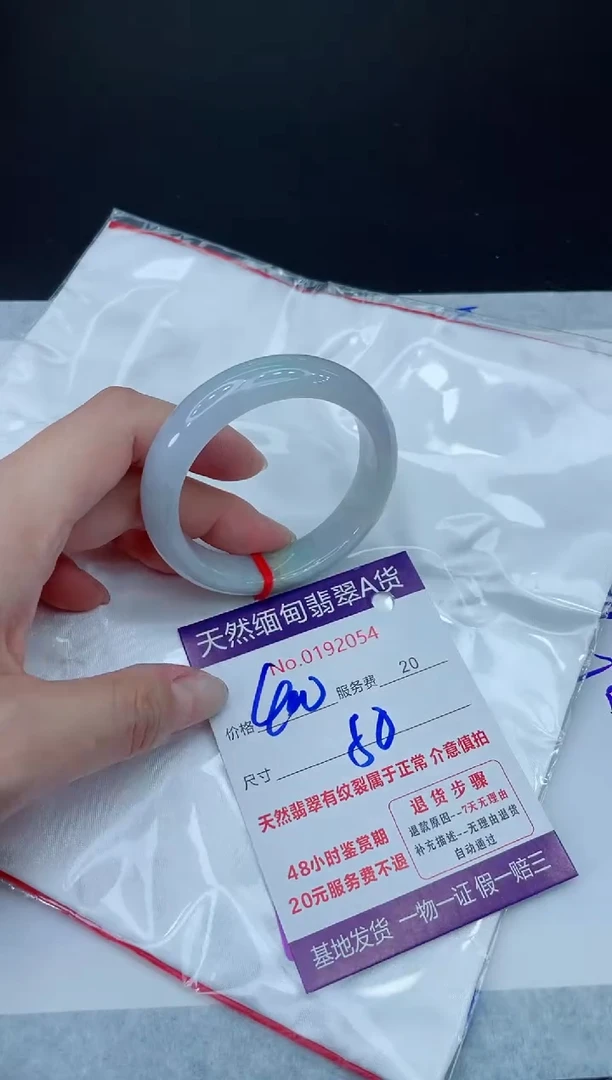 天然缅甸翡翠A货
No.0192054
价格 服务费 20
尺寸
天然翡翠有纹裂属于正常 介意慎拍
48小时鉴赏期
20元服务费不退
退货步骤
退款原因--7天无理由
补充描述--无理由退货
自动通过
基地发货 一物一证 假一赔三